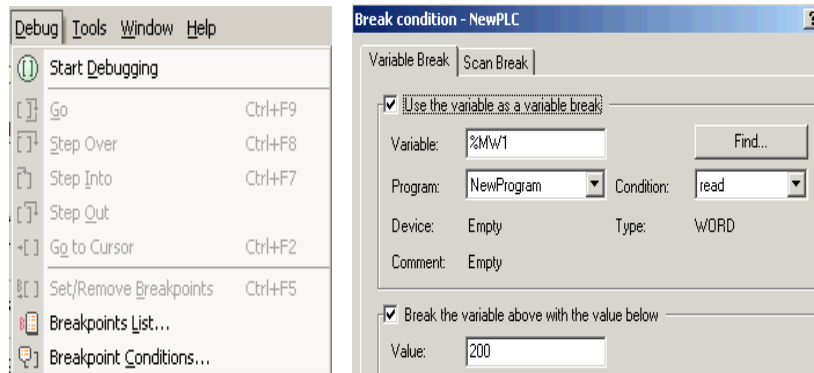 Debug Tools Window Help
Start Debugging
Go Ctrl+F9
Step Over Ctrl+F8
Step Into Ctrl+F7
Step Out
Go to Cursor Ctrl+F2
Set/Remove Breakpoints Ctrl+F5
Breakpoints List...
Breakpoint Conditions...
Break condition - NewPLC ?
Variable Break Scan Break
Use the variable as a variable break
Variable: %MW1 Find...
Program: NewProgram Condition: read
Device: Empty Type: WORD
Comment: Empty
Break the variable above with the value below
Value: 200